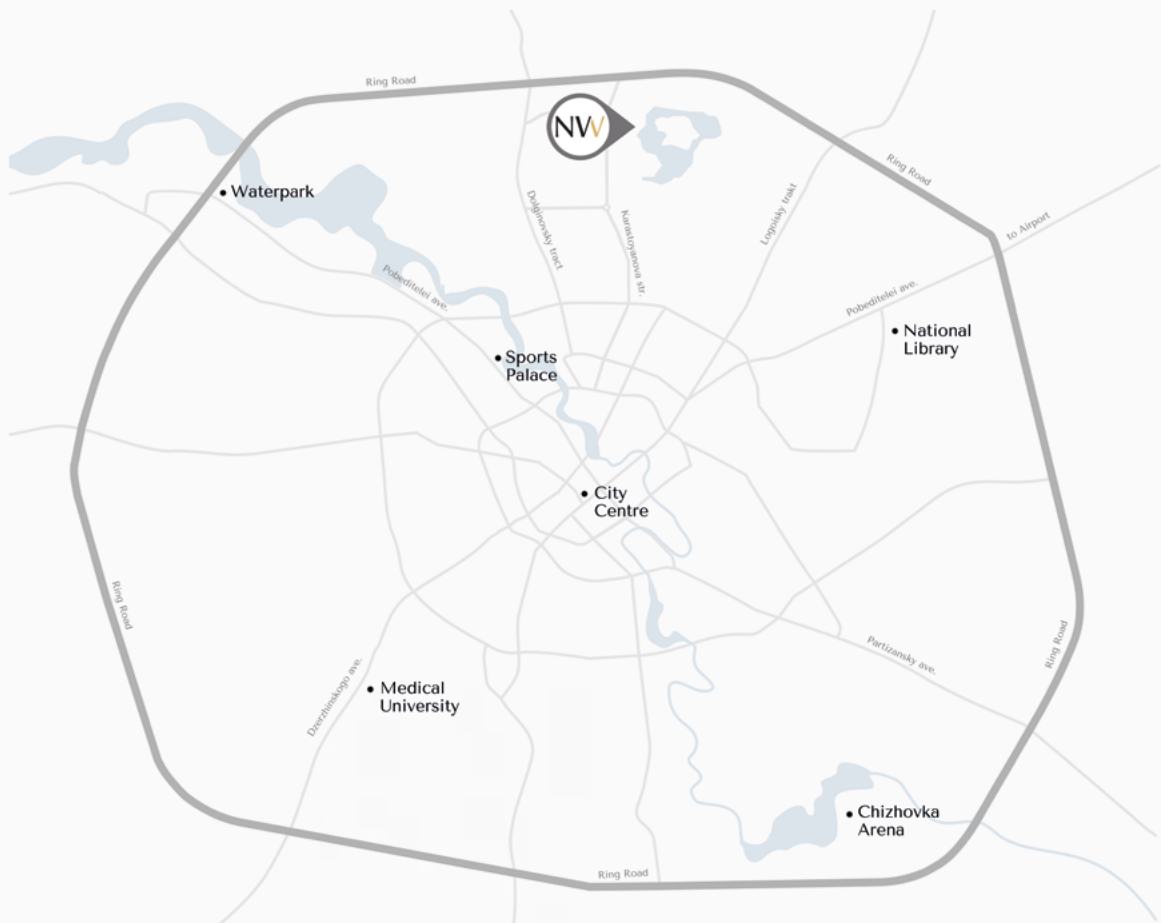 Ring Road
NW
Waterpark
Dolginovsky tract
Karastoyanova str.
Logoisky trakt
Ring Road
to Airport
Pobeditelei ave.
Pobeditelei ave.
National
Library
Sports
Palace
City
Centre
Ring Road
Partizansky ave.
Ring Road
Dzerzhinskogo ave.
Medical
University
Chizhovka
Arena
Ring Road